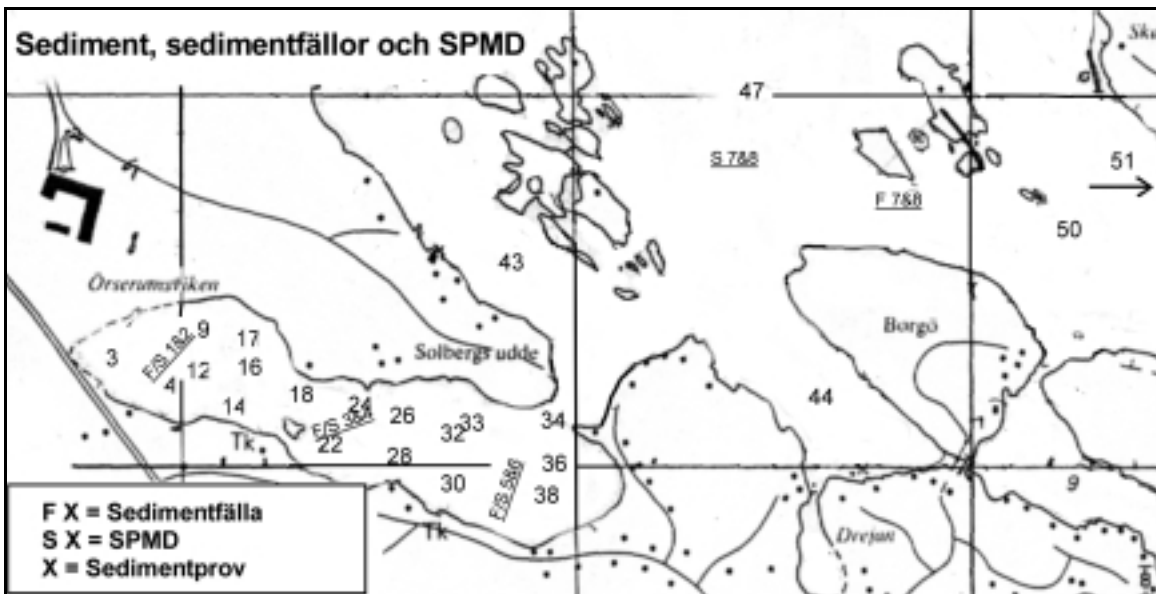 Sediment, sedimentfällor och SPMD
47
S 7&8
F 7&8
51
50
43
Örserumsviken
3
F/S 1&2
9
4
12
17
16
14
18
Solbergs udde
Borgö
44
24
F/S 3&4
22
26
28
33
32
30
34
36
38
F/S 5&6
Tk
Tk
9
Drejan
F X = Sedimentfälla
S X = SPMD
X = Sedimentprov